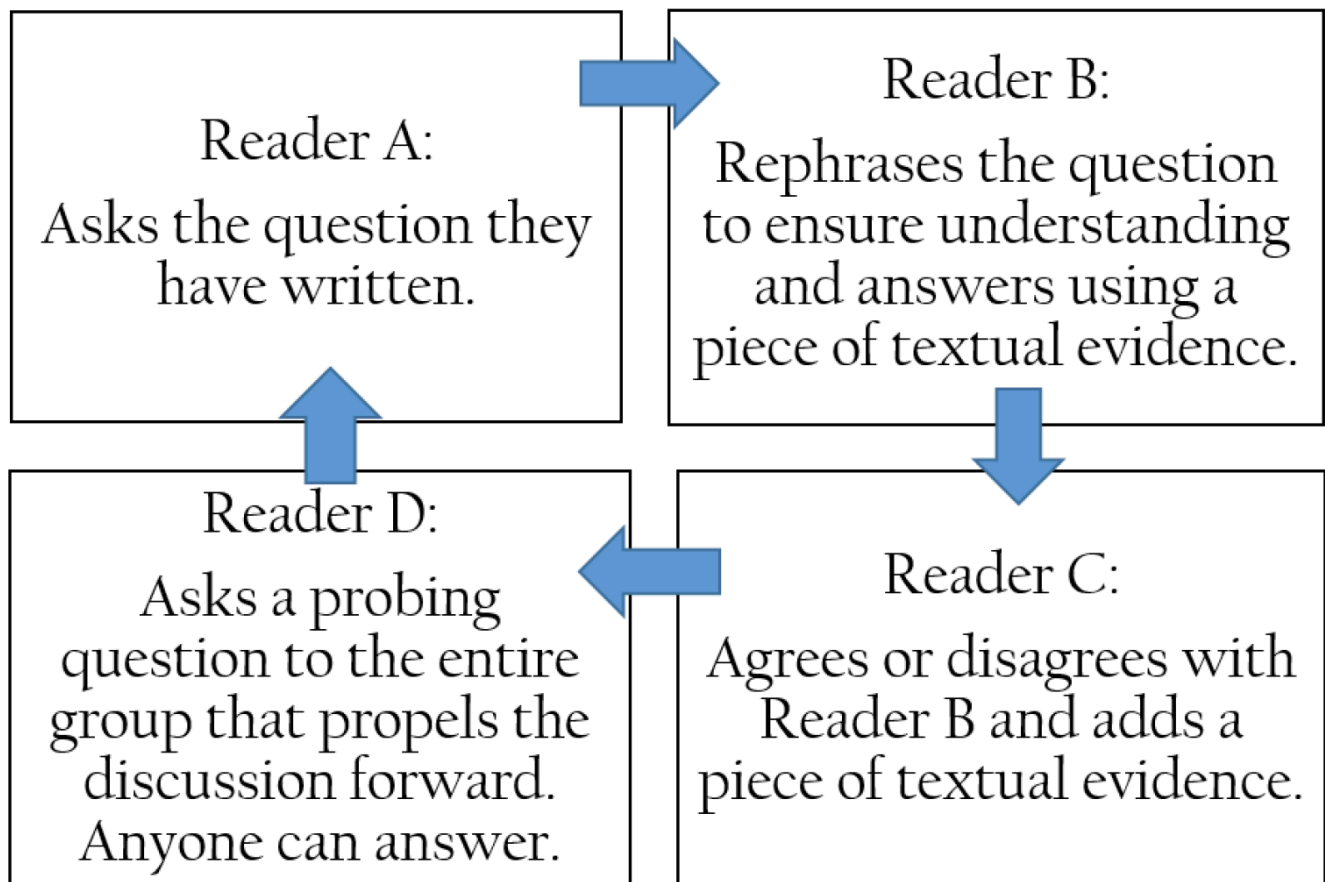 Reader A:
Asks the question they
have written.
Reader B:
Rephrases the question
to ensure understanding
and answers using a
piece of textual evidence.
Reader C:
Agrees or disagrees with
Reader B and adds a
piece of textual evidence.
Reader D:
Asks a probing
question to the entire
group that propels the
discussion forward.
Anyone can answer.